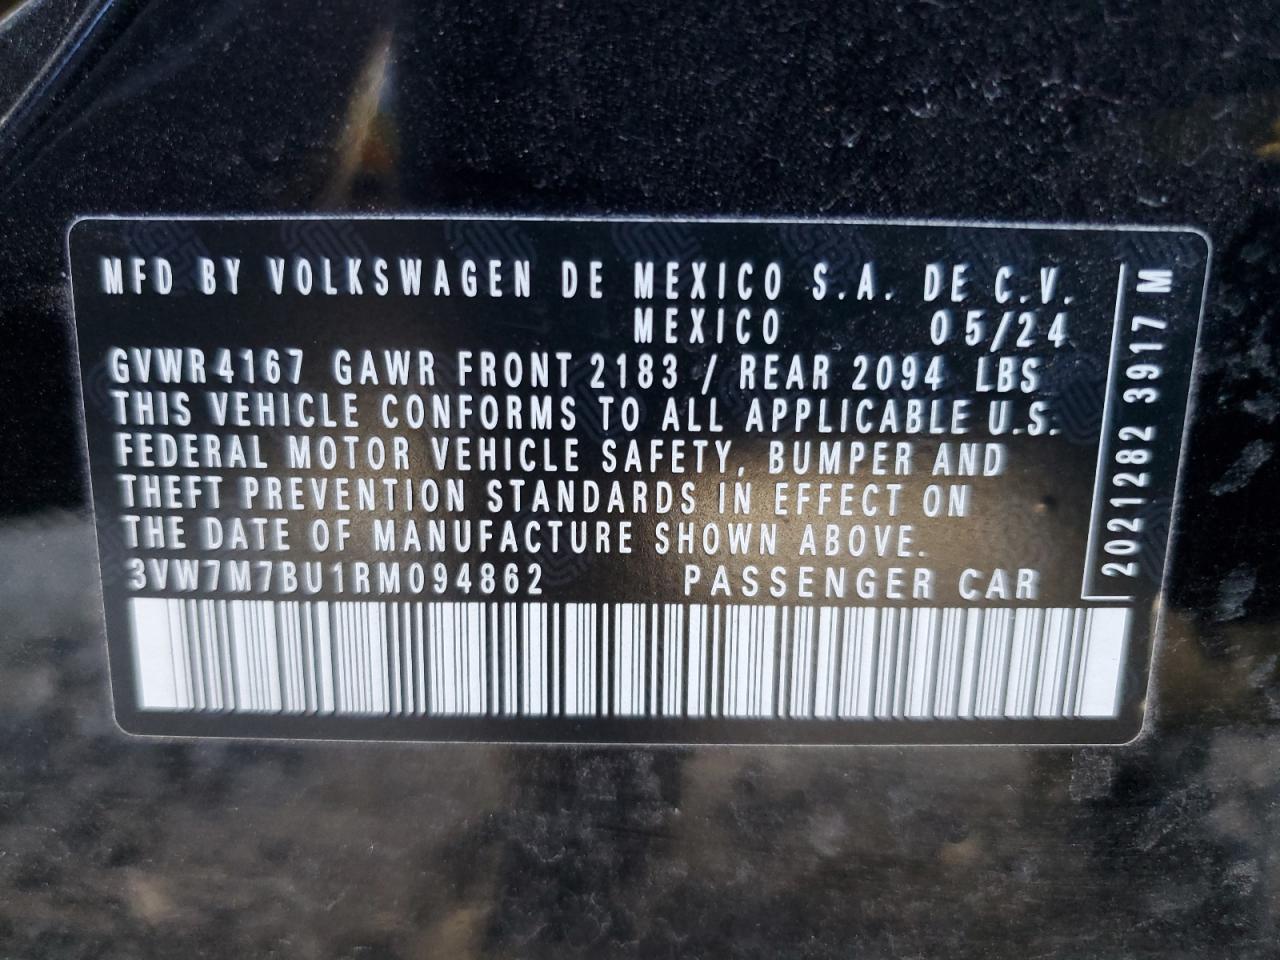 MFD BY VOLKSWAGEN DE MEXICO S.A. DE C.V.
MEXICO 05/24
GVWR 4167 GAWR FRONT 2183 / REAR 2094 LBS
THIS VEHICLE CONFORMS TO ALL APPLICABLE U.S.
FEDERAL MOTOR VEHICLE SAFETY, BUMPER AND
THEFT PREVENTION STANDARDS IN EFFECT ON
THE DATE OF MANUFACTURE SHOWN ABOVE.
3VW7M7BU1RM094862 PASSENGER CAR
2021282 3917 M